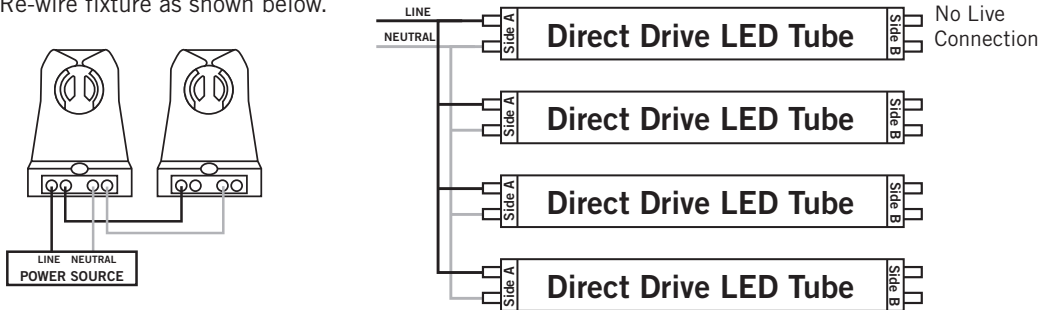 Re-wire fixture as shown below.
LINE NEUTRAL
POWER SOURCE
LINE
NEUTRAL
Side A
Direct Drive LED Tube
Side B
No Live
Connection
Side A
Direct Drive LED Tube
Side B
Side A
Direct Drive LED Tube
Side B
Side A
Direct Drive LED Tube
Side B